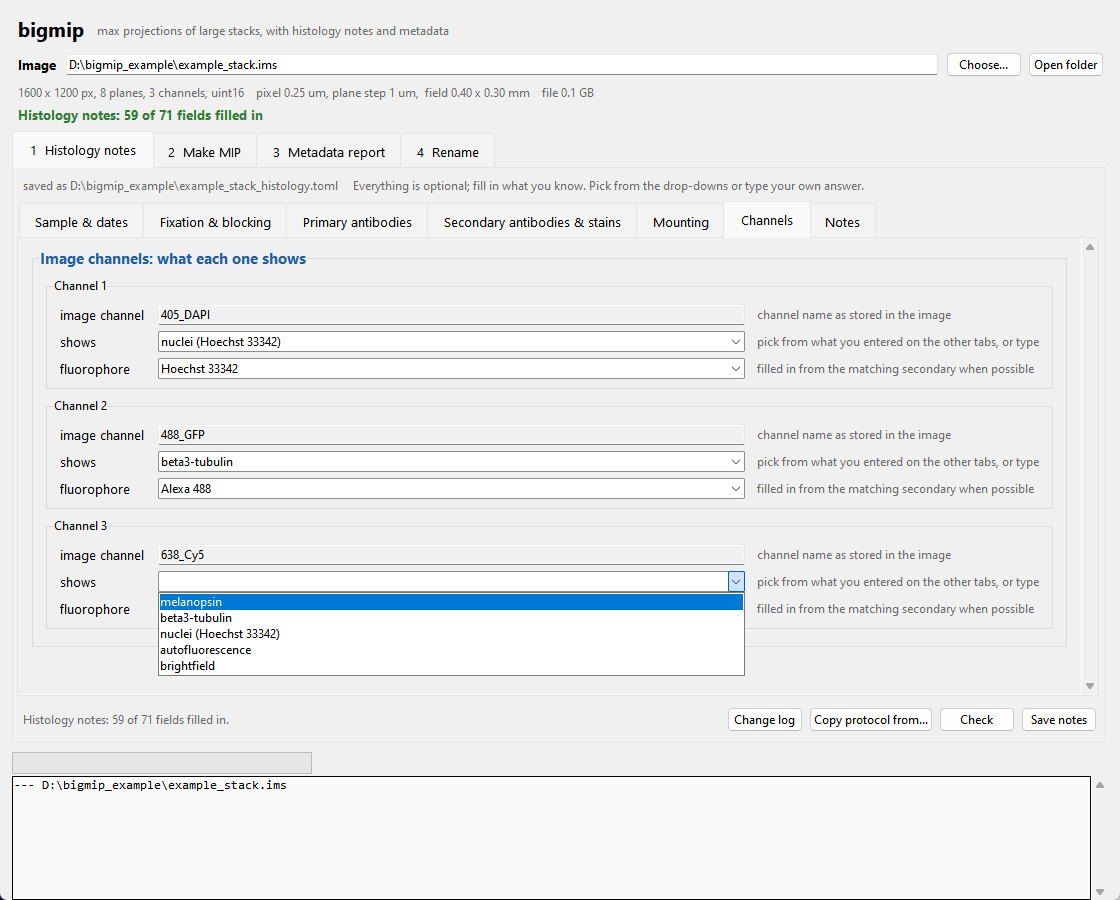 bigmip max projections of large stacks, with histology notes and metadata
Image D:\bigmip_example\example_stack.ims Choose... Open folder
1600 x 1200 px, 8 planes, 3 channels, uint16 pixel 0.25 um, plane step 1 um, field 0.40 x 0.30 mm file 0.1 GB
Histology notes: 59 of 71 fields filled in
1 Histology notes 2 Make MIP 3 Metadata report 4 Rename
saved as D:\bigmip_example\example_stack_histology.toml Everything is optional; fill in what you know. Pick from the drop-downs or type your own answer.
Sample & dates Fixation & blocking Primary antibodies Secondary antibodies & stains Mounting Channels Notes
Image channels: what each one shows
Channel 1
image channel 405_DAPI channel name as stored in the image
shows nuclei (Hoechst 33342) pick from what you entered on the other tabs, or type
fluorophore Hoechst 33342 filled in from the matching secondary when possible
Channel 2
image channel 488_GFP channel name as stored in the image
shows beta3-tubulin pick from what you entered on the other tabs, or type
fluorophore Alexa 488 filled in from the matching secondary when possible
Channel 3
image channel 638_Cy5 channel name as stored in the image
shows pick from what you entered on the other tabs, or type
fluorophore filled in from the matching secondary when possible
melanopsin
beta3-tubulin
nuclei (Hoechst 33342)
autofluorescence
brightfield
Histology notes: 59 of 71 fields filled in. Change log Copy protocol from... Check Save notes
--- D:\bigmip_example\example_stack.ims